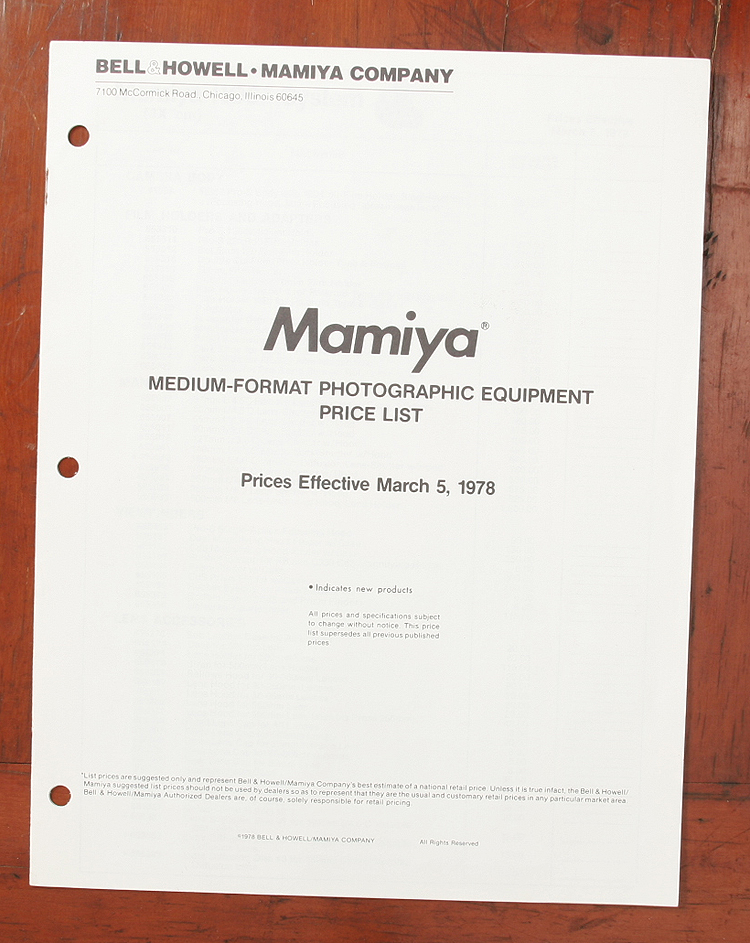 BELL & HOWELL • MAMIYA COMPANY
7100 McCormick Road, Chicago, Illinois 60645
Mamiya®
MEDIUM-FORMAT PHOTOGRAPHIC EQUIPMENT
PRICE LIST
Prices Effective March 5, 1978
• Indicates new products
All prices and specifications subject
to change without notice. This price
list supersedes all previous published
prices.
*List prices are suggested only and represent Bell & Howell/Mamiya Company's best estimate of a national retail price. Unless it is true infact, the Bell & Howell/
Mamiya suggested list prices should not be used by dealers so as to represent that they are the usual and customary retail prices in any particular market area.
Bell & Howell/Mamiya Authorized Dealers are, of course, solely responsible for retail pricing.
©1978 BELL & HOWELL/MAMIYA COMPANY All Rights Reserved